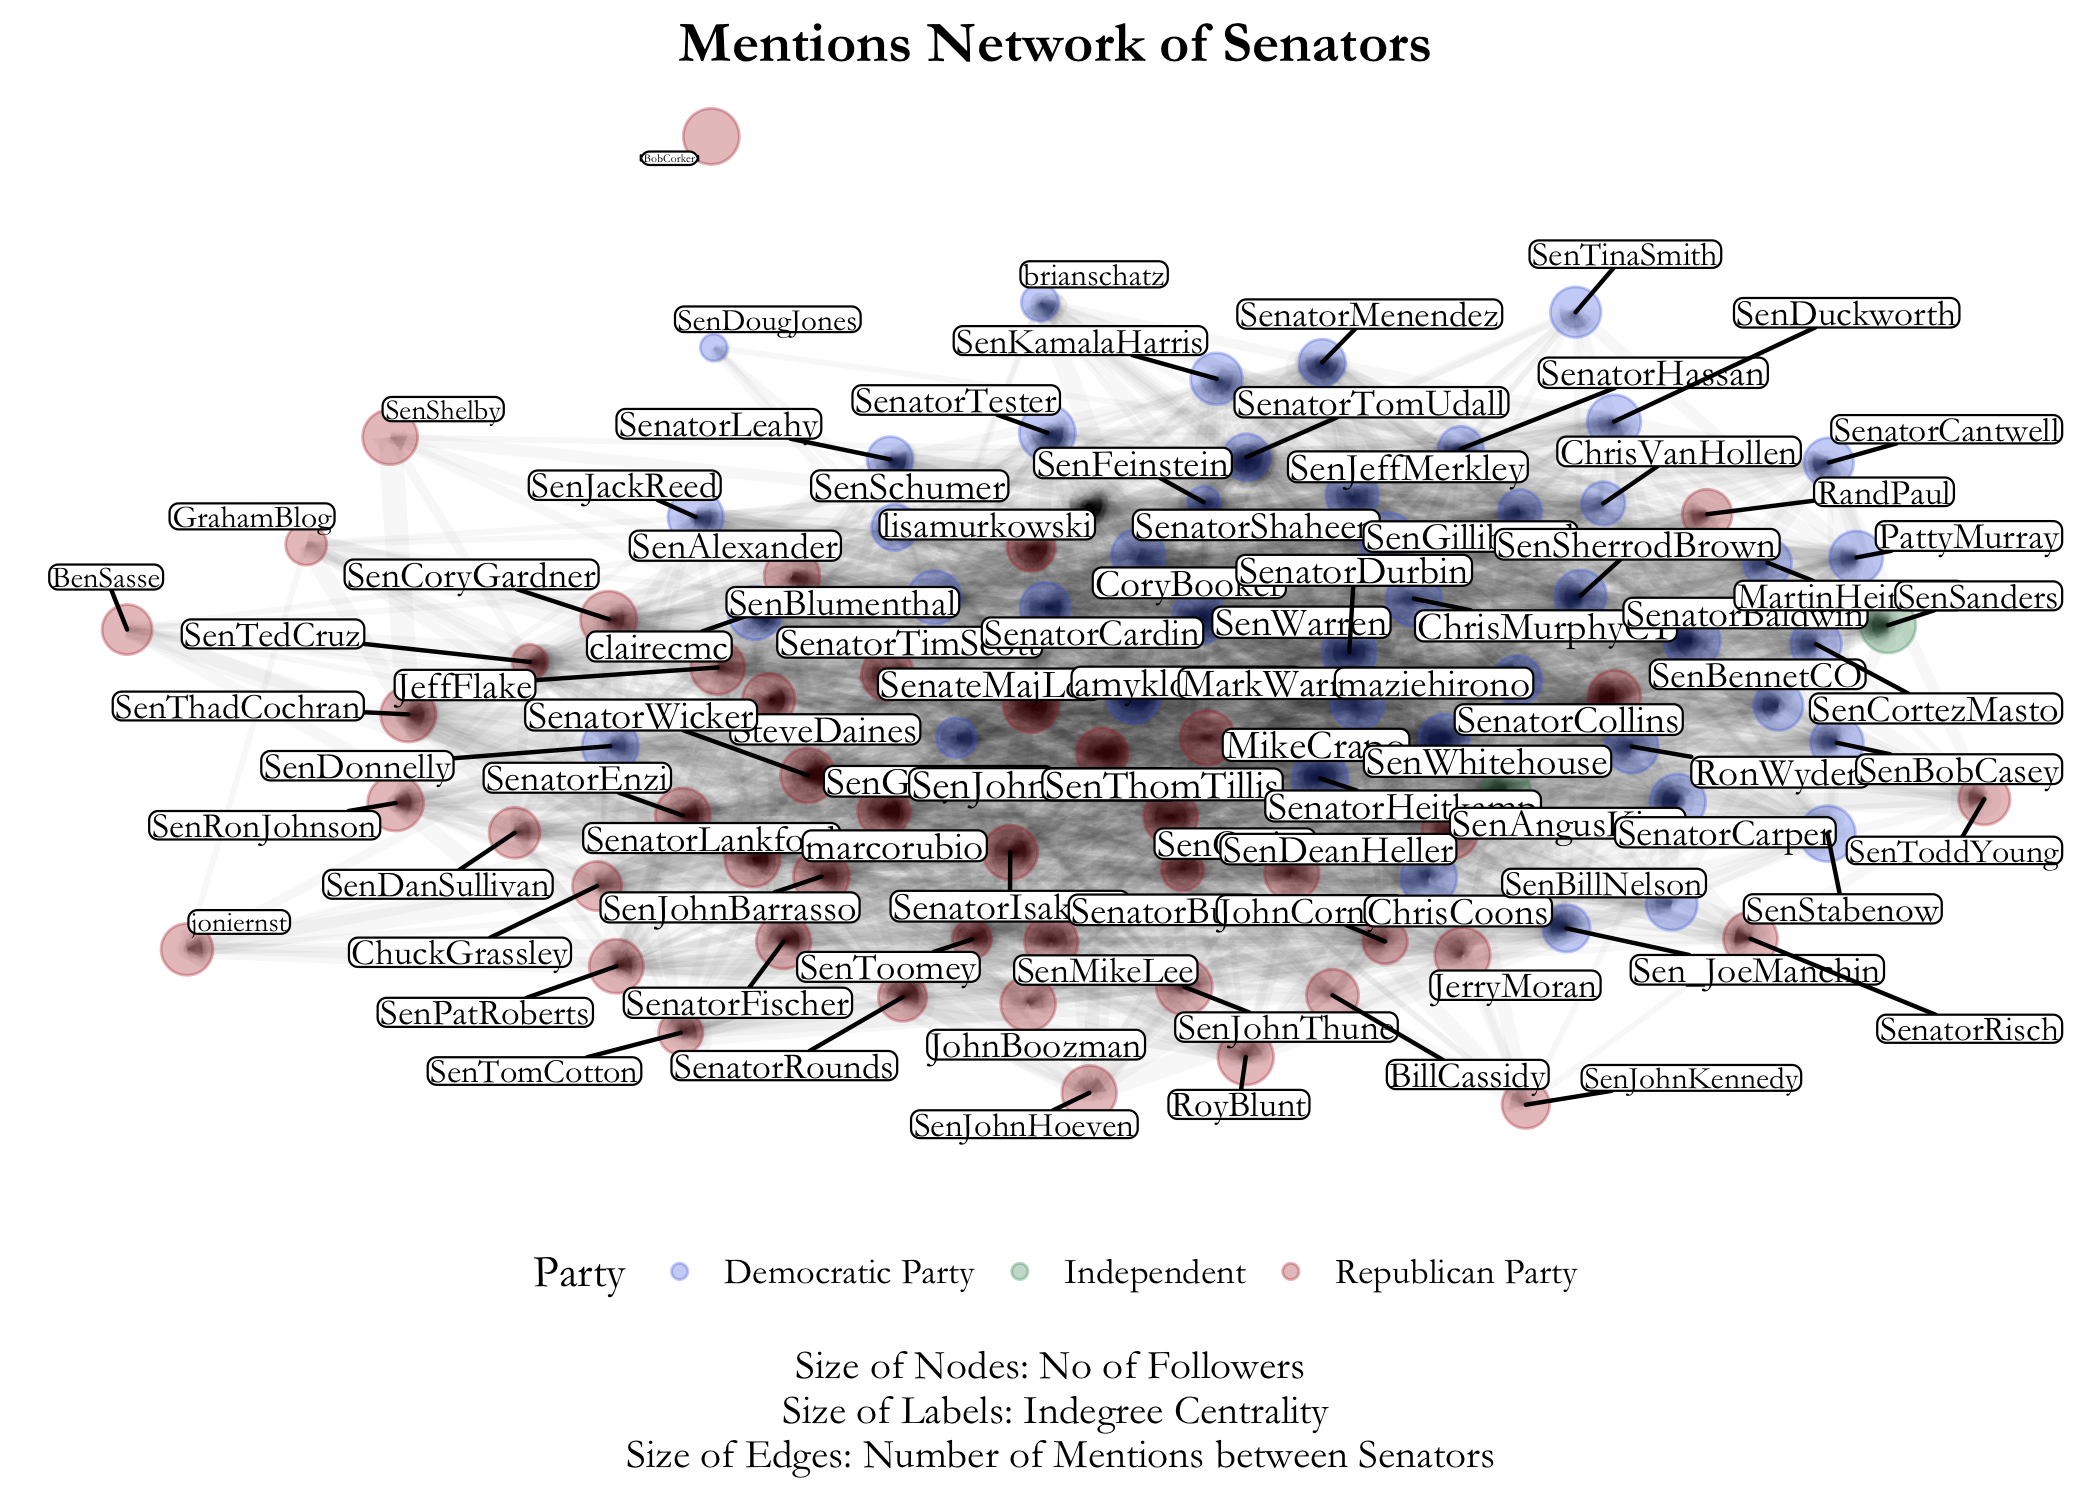 Mentions Network of Senators
BobCorker
SenTinaSmith
brianschatz
SenDuckworth
SenatorMenendez
SenDougJones
SenKamalaHarris
SenatorHassan
SenatorTester
SenatorTomUdall
SenShelby
SenatorLeahy
SenatorCantwell
ChrisVanHollen
SenFeinstein
SenJeffMerkley
SenJackReed
SenSchumer
RandPaul
GrahamBlog
lisamurkowski
SenatorShaheen
SenGillib
PattyMurray
SenAlexander
SenSherrodBrown
BenSasse
SenCoryGardner
SenatorDurbin
CoryBooker
SenBlumenthal
MartinHein
SenSanders
SenatorBaldwin
SenTedCruz
clairecmc
SenatorTimScott
SenatorCardin
SenWarren
ChrisMurphyCT
SenBennetCO
JeffFlake
SenateMajL
amyklo
MarkWarn
maziehirono
SenThadCochran
SenatorWicker
SteveDaines
SenatorCollins
SenCortezMasto
MikeCrapo
SenDonnelly
SenWhitehouse
SenatorEnzi
RonWyden
SenBobCasey
SenG
SenJohn
SenThomTillis
SenatorHeitkamp
SenRonJohnson
SenatorLankfo
marcorubio
SenAngusKing
SenatorCarper
SenDeanHeller
SenToddYoung
SenDanSullivan
SenBillNelson
joniernst
SenJohnBarrasso
SenatorIsak
SenatorBu
JohnCorn
ChrisCoons
SenStabenow
ChuckGrassley
SenToomey
SenMikeLee
Sen_JoeManchin
JerryMoran
SenPatRoberts
SenatorFischer
SenJohnThune
SenatorRisch
JohnBoozman
SenTomCotton
SenatorRounds
BillCassidy
SenJohnKennedy
RoyBlunt
SenJohnHoeven
Party Democratic Party Independent Republican Party
Size of Nodes: No of Followers
Size of Labels: Indegree Centrality
Size of Edges: Number of Mentions between Senators